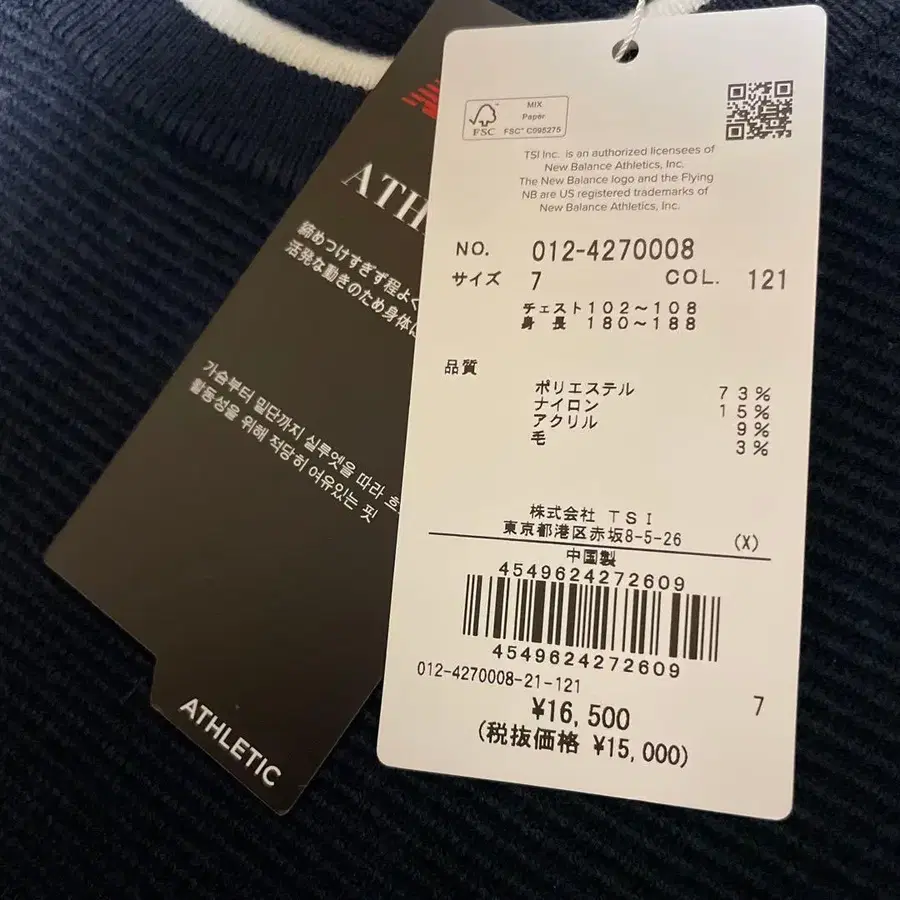 ATH
締めつけすぎず程よく
活発な動きのため身体に
가슴부터 밑단까지 실루엣을 따라
활동성을 위해 적당히 여유있는 핏
ATHLETIC
FSC
MIX
Paper
FSC® C095275
TSI Inc. is an authorized licensees of
New Balance Athletics, Inc.
The New Balance logo and the Flying
NB are US registered trademarks of
New Balance Athletics, Inc.
NO. 012-4270008
サイズ 7 COL. 121
チェスト 102～108
身 長 180～188
品質
ポリエステル 73%
ナイロン 15%
アクリル 9%
毛 3%
株式会社 TSI
東京都港区赤坂8-5-26 (X)
中国製
4549624272609
4549624272609
012-4270008-21-121
7
¥16,500
(税抜価格 ¥15,000)